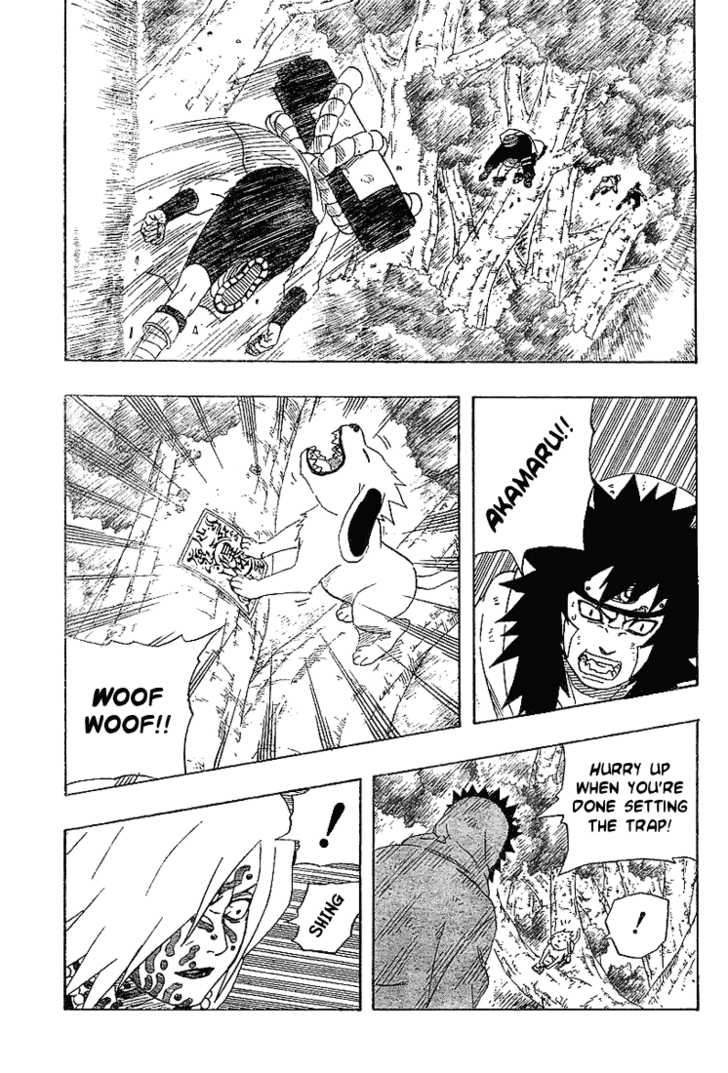 AKAMARU!!
WOOF
WOOF!!
HURRY UP
WHEN YOU'RE
DONE SETTING
THE TRAP!
!
!
SHING